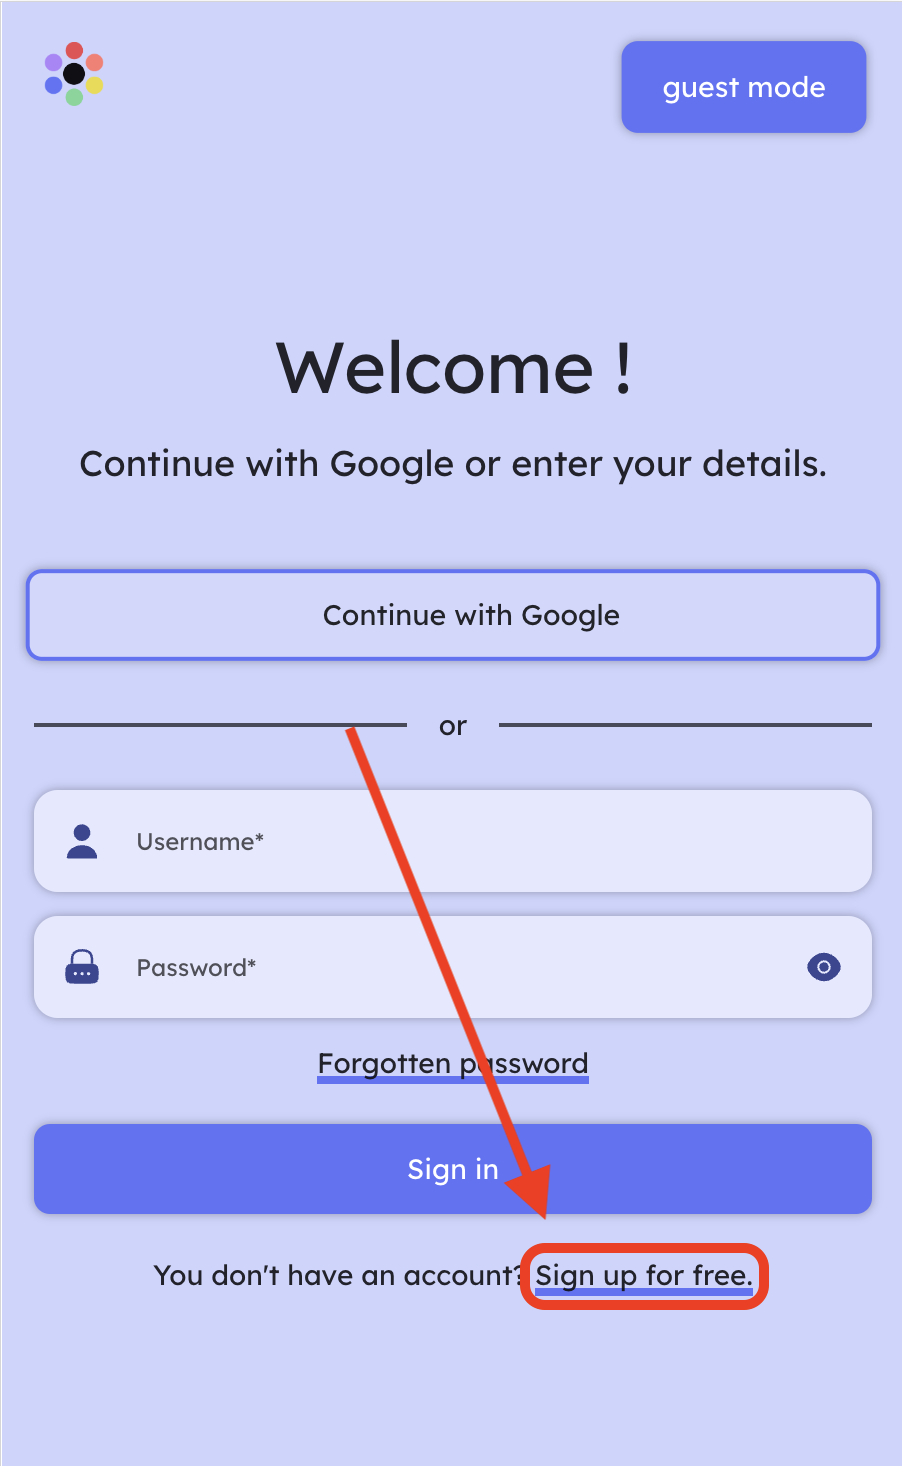 guest mode
Welcome !
Continue with Google or enter your details.
Continue with Google
or
Username*
Password*
Forgotten password
Sign in
You don't have an account? Sign up for free.